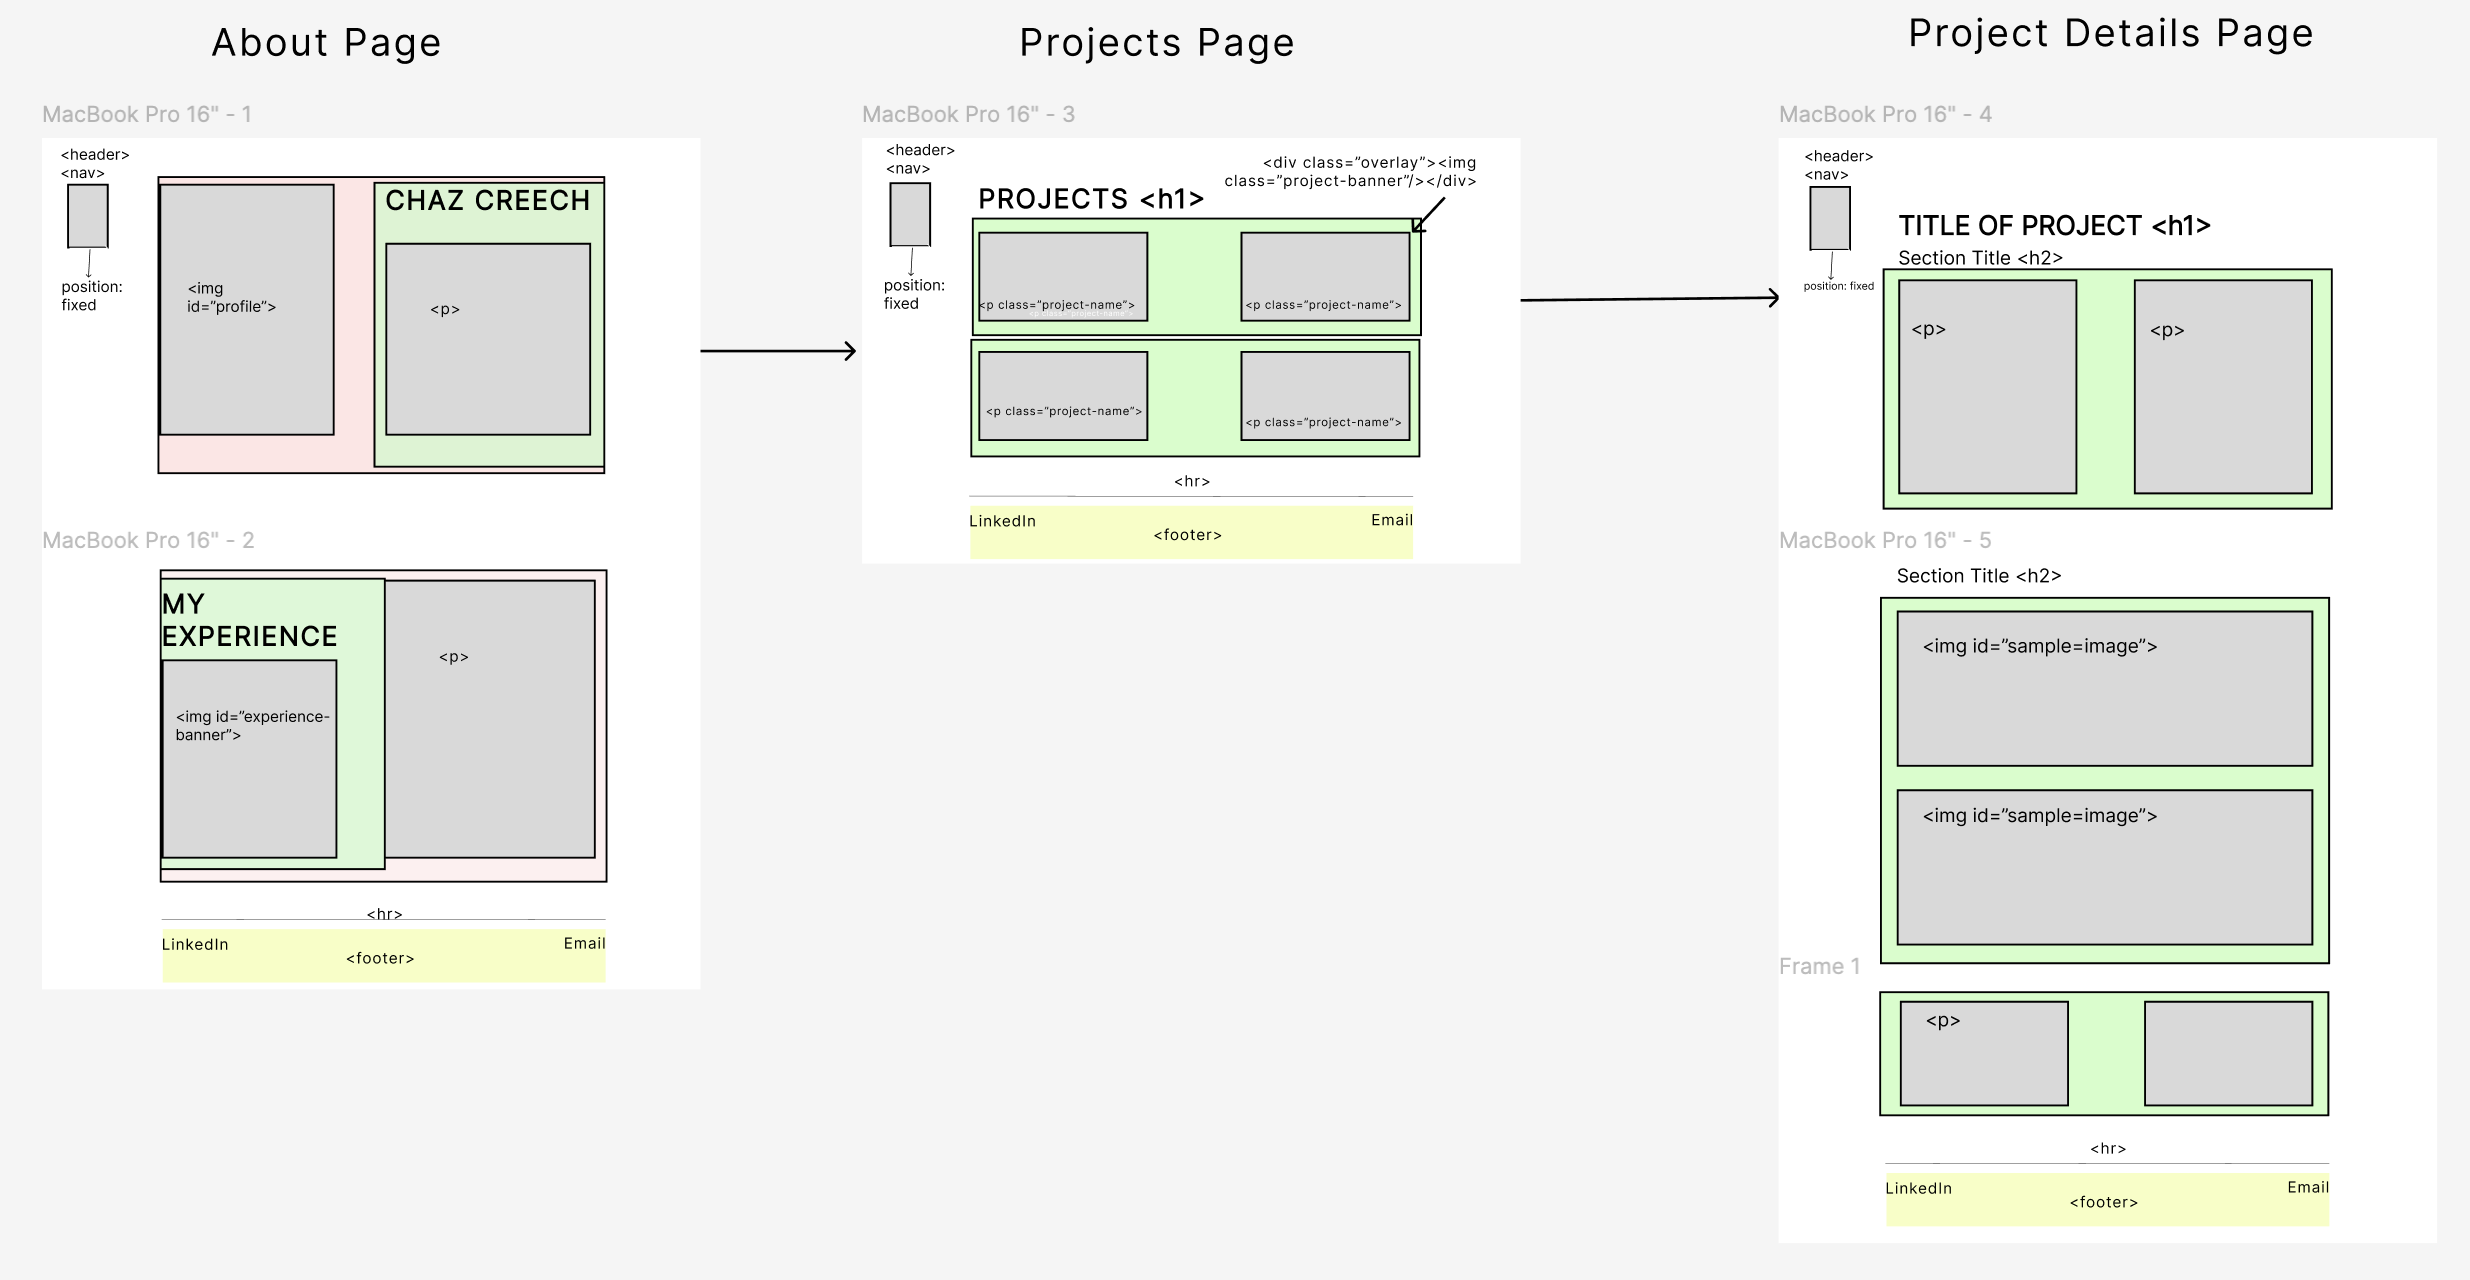 About Page
MacBook Pro 16" - 1
<header>
<nav>
position:
fixed
<img
id=”profile”>
CHAZ CREECH
<p>
MacBook Pro 16" - 2
MY
EXPERIENCE
<img id=”experience-
banner”>
<p>
<hr>
LinkedIn
<footer>
Email
Projects Page
MacBook Pro 16" - 3
<header>
<nav>
position:
fixed
<div class=”overlay”><img
class=”project-banner”/></div>
PROJECTS <h1>
<p class=”project-name”>
<p class=”project-name”>
<p class=”project-name”>
<p class=”project-name”>
<p class=”project-name”>
<hr>
LinkedIn
<footer>
Email
Project Details Page
MacBook Pro 16" - 4
<header>
<nav>
position: fixed
TITLE OF PROJECT <h1>
Section Title <h2>
<p>
<p>
MacBook Pro 16" - 5
Section Title <h2>
<img id=”sample=image”>
<img id=”sample=image”>
Frame 1
<p>
<hr>
LinkedIn
<footer>
Email